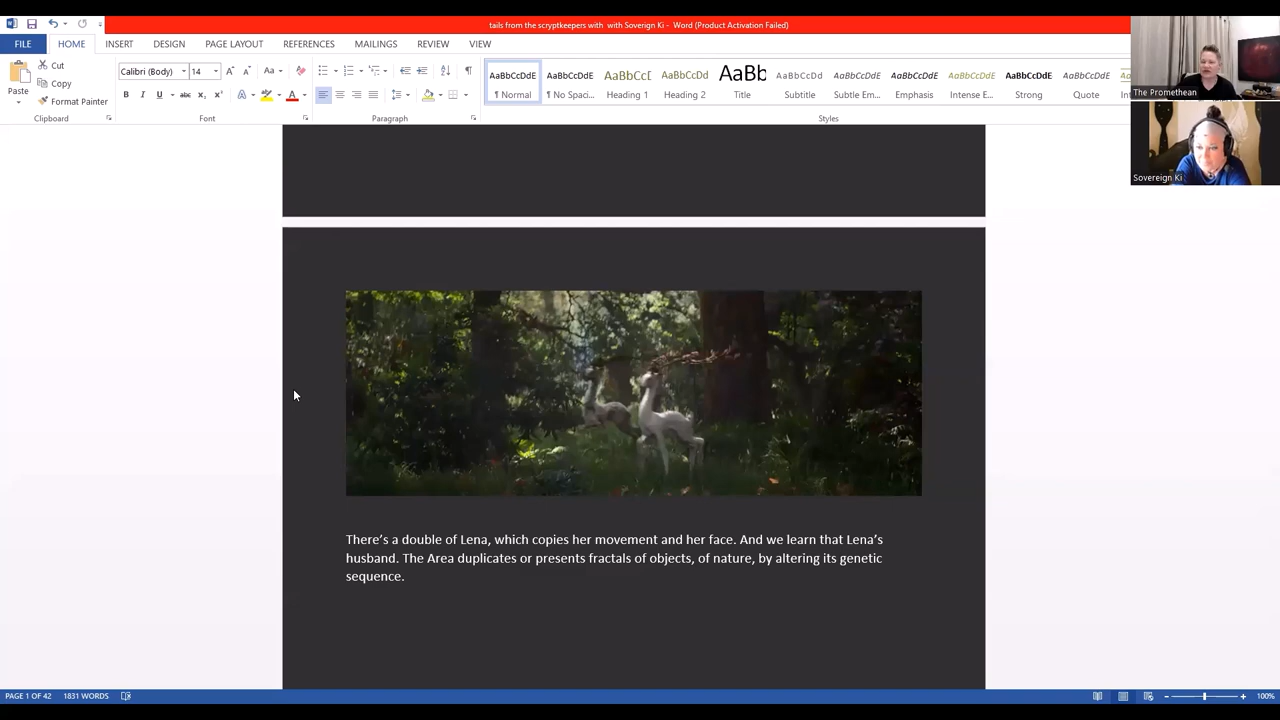 tails from the scryptkeepers with  with Soverign Ki -  Word (Product Activation Failed)
FILE HOME INSERT DESIGN PAGE LAYOUT REFERENCES MAILINGS REVIEW VIEW
Paste
Cut
Copy
Format Painter
Clipboard
Calibri (Body) 14
Aa
B I U abc x₂ x² A A
Font
Paragraph
AaBbCcDdE AaBbCcDdE AaBbCcI AaBbCcDd AaBb AaBbCcDd AaBbCcDdE AaBbCcDdE AaBbCcDdE AaBbCcDdE AaBbCcDdE
¶ Normal ¶ No Spaci... Heading 1 Heading 2 Title Subtitle Subtle Em... Emphasis Intense E... Strong Quote
Styles
The Promethean
Sovereign Ki
There’s a double of Lena, which copies her movement and her face. And we learn that Lena’s
husband. The Area duplicates or presents fractals of objects, of nature, by altering its genetic
sequence.
PAGE 1 OF 42 1831 WORDS
100%